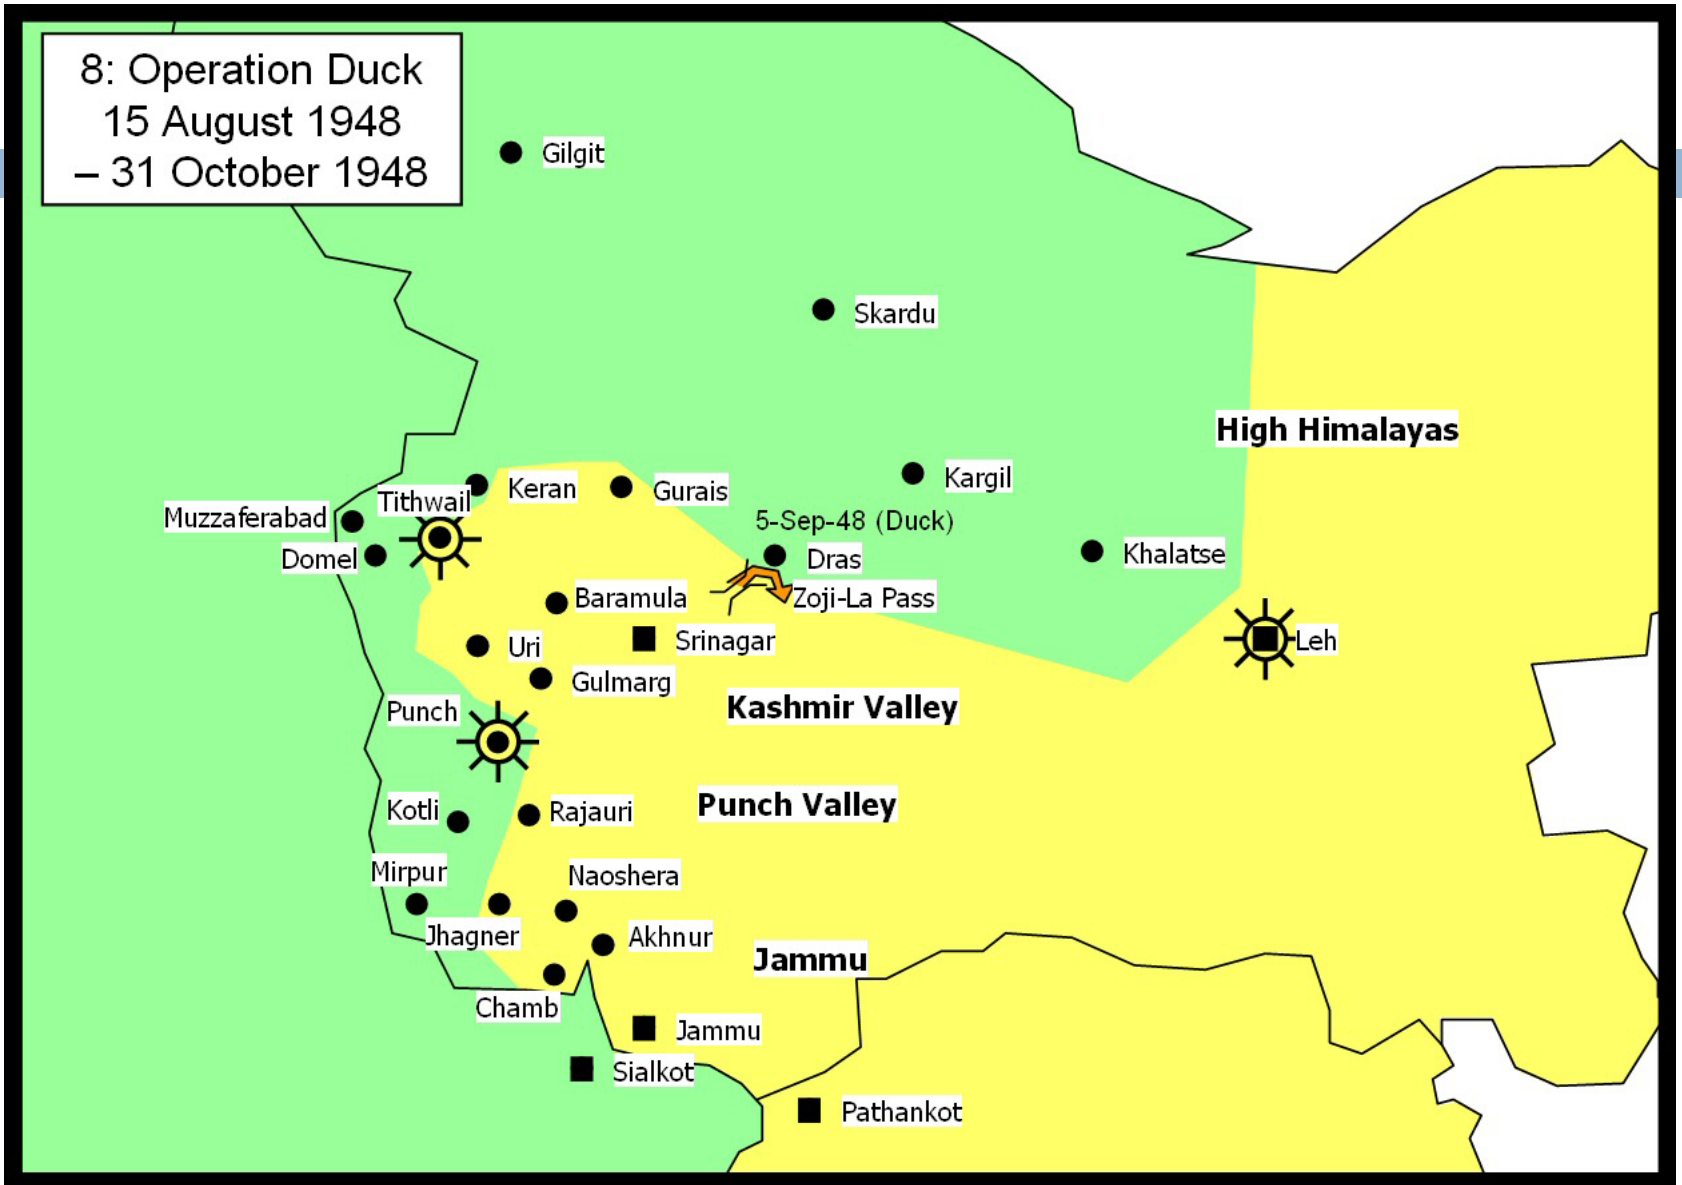 8: Operation Duck
15 August 1948
– 31 October 1948
Gilgit
Skardu
High Himalayas
Kargil
Keran
Gurais
Tithwail
Muzzaferabad
5-Sep-48 (Duck)
Domel
Dras
Khalatse
Baramula
Zoji-La Pass
Uri
Srinagar
Leh
Gulmarg
Punch
Kashmir Valley
Punch Valley
Kotli
Rajauri
Mirpur
Naoshera
Jhagner
Akhnur
Jammu
Chamb
Jammu
Sialkot
Pathankot